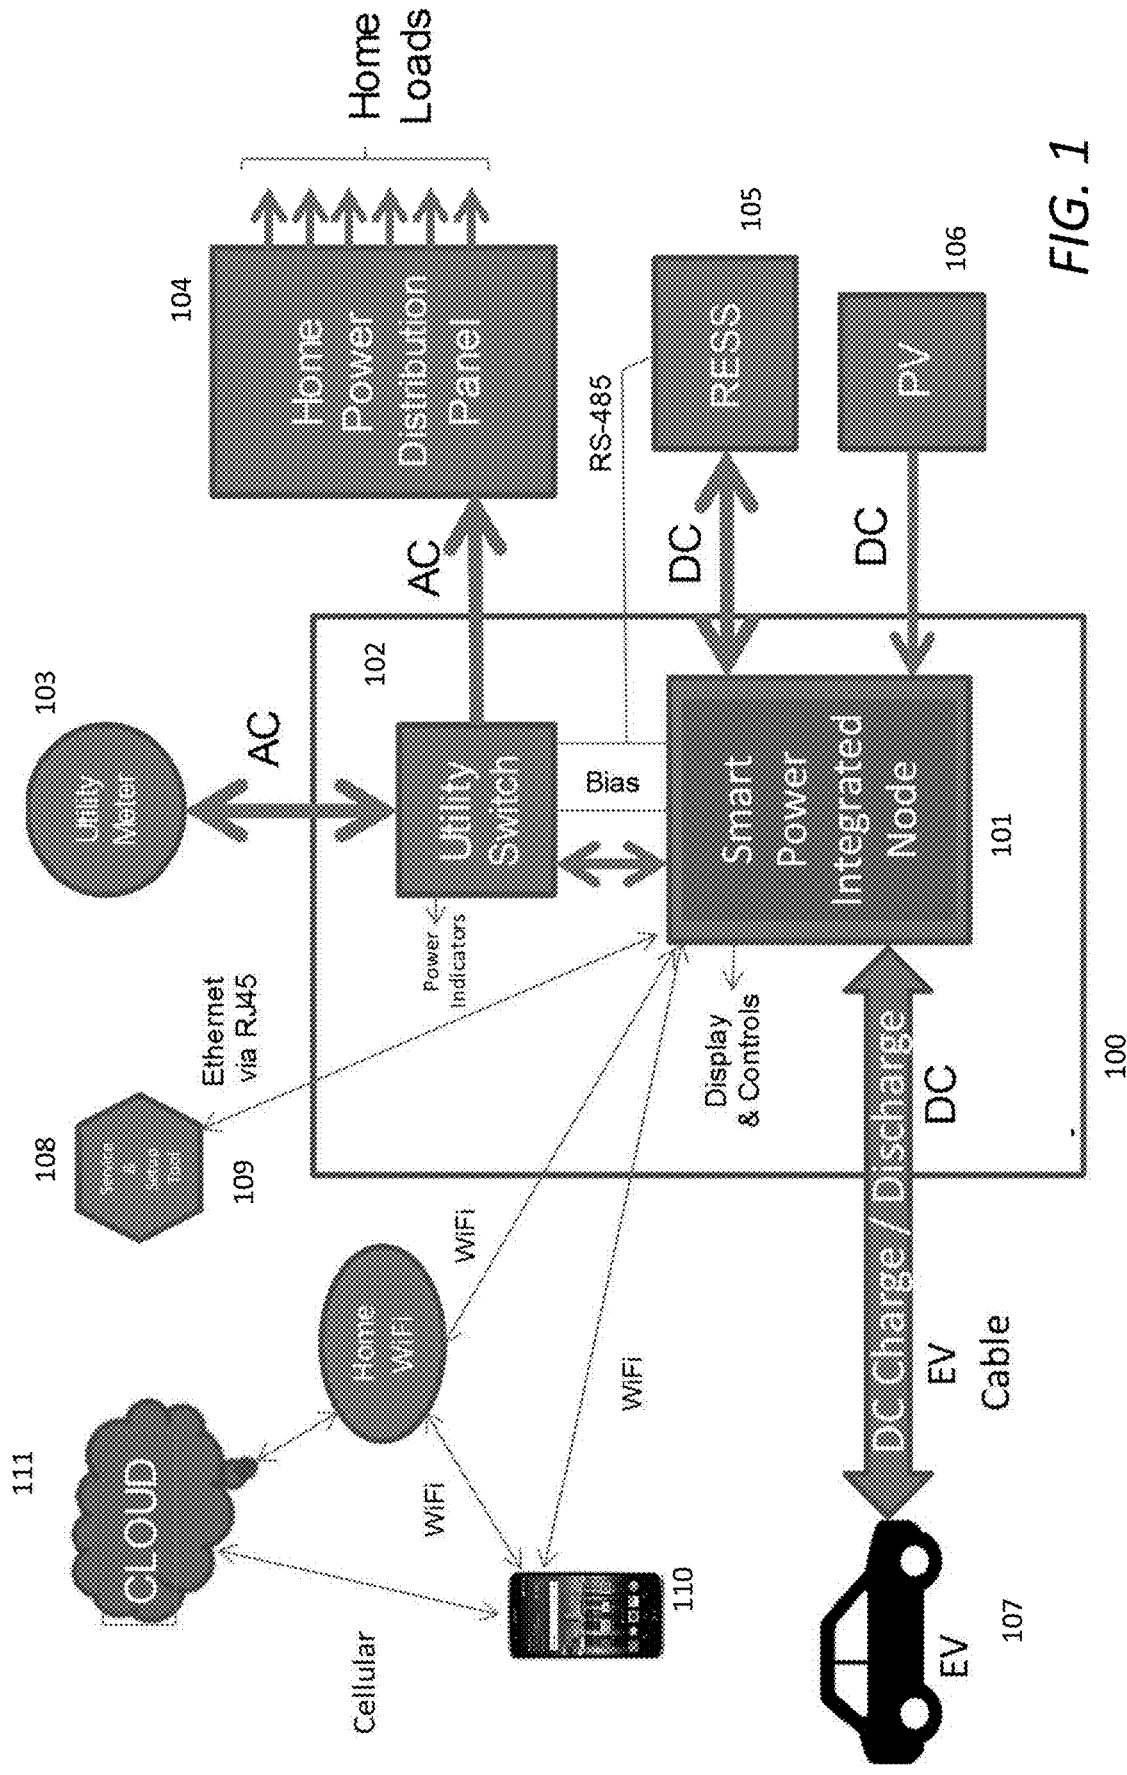 111
CLOUD
108
109
Ethernet
via RJ45
103
Utility
Meter
AC
Cellular
WiFi
Home
WiFi
WiFi
WiFi
110
Power
Indicators
102
Utility
Switch
AC
104
Home
Power
Distribution
Panel
Home
Loads
Bias
RS-485
Display
& Controls
Smart
Power
Integrated
Node
101
DC
RESS
105
DC
PV
106
DC Charge / Discharge
DC
EV
Cable
EV
107
100
FIG. 1